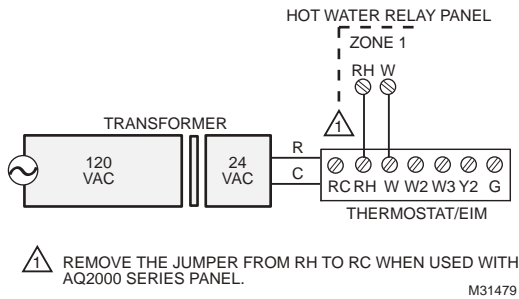 HOT WATER RELAY PANEL
ZONE 1
RH W
1
TRANSFORMER
120
VAC
24
VAC
R
C
RC RH W W2 W3 Y2 G
THERMOSTAT/EIM
1 REMOVE THE JUMPER FROM RH TO RC WHEN USED WITH
AQ2000 SERIES PANEL.
M31479